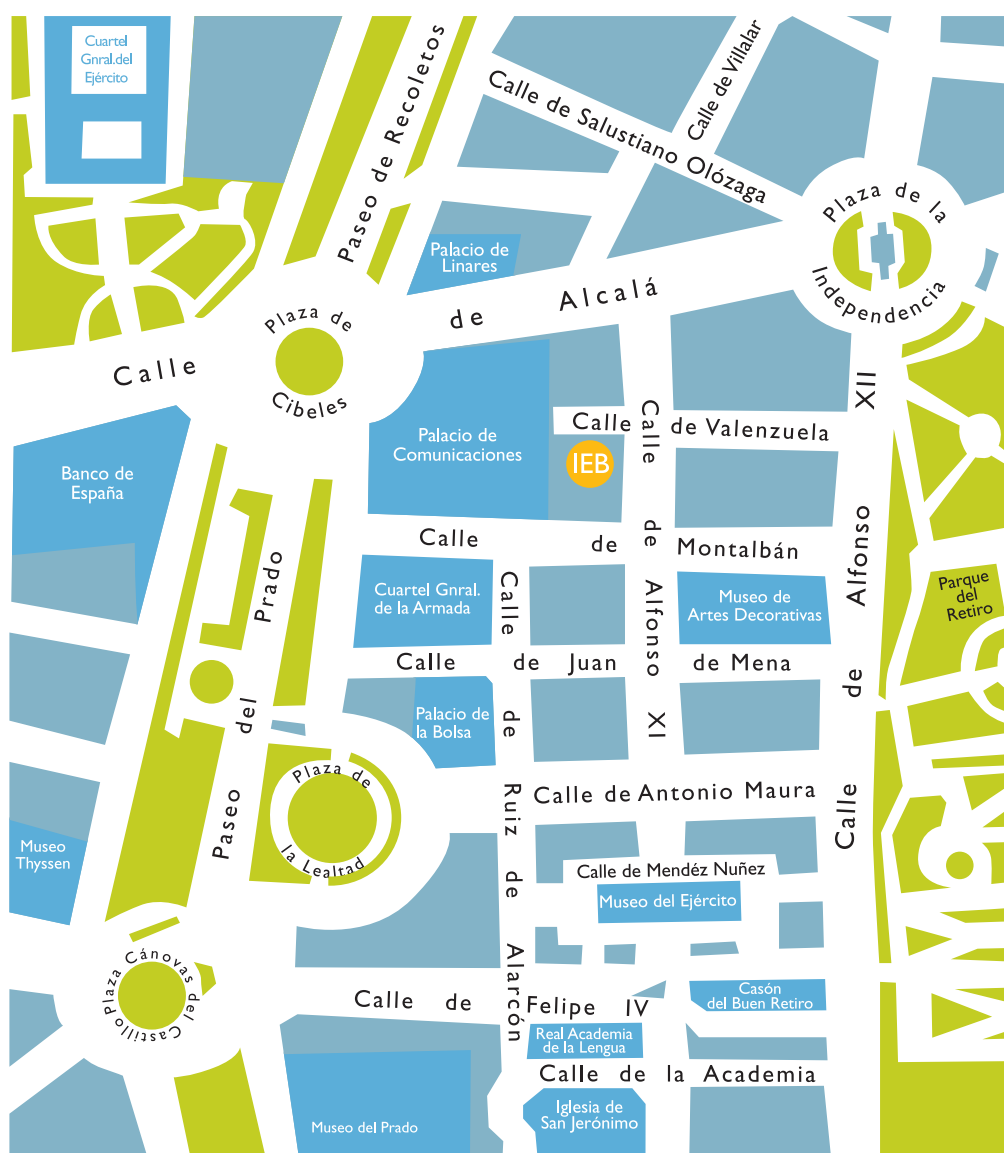 Cuartel
Gnral.del
Ejército
Paseo de Recoletos
Calle de Villalar
Calle de Salustiano Olózaga
Plaza de la
Independencia
Palacio de
Linares
Calle de Alcalá
Plaza de
Cibeles
Palacio de
Comunicaciones
Calle de Valenzuela
IEB
Banco de
España
Calle de Montalbán
Calle de Alfonso XI
Calle de Alfonso XII
Cuartel Gnral.
de la Armada
Museo de
Artes Decorativas
Parque
del
Retiro
Calle de Juan de Mena
Palacio de
la Bolsa
Paseo del Prado
Plaza de
la Lealtad
Calle de Ruiz de Alarcón
Calle de Antonio Maura
Museo
Thyssen
Calle de Mendéz Nuñez
Museo del Ejército
Plaza Cánovas del Castillo
Calle de Felipe IV
Casón
del Buen Retiro
Real Academia
de la Lengua
Calle de la Academia
Museo del Prado
Iglesia de
San Jerónimo